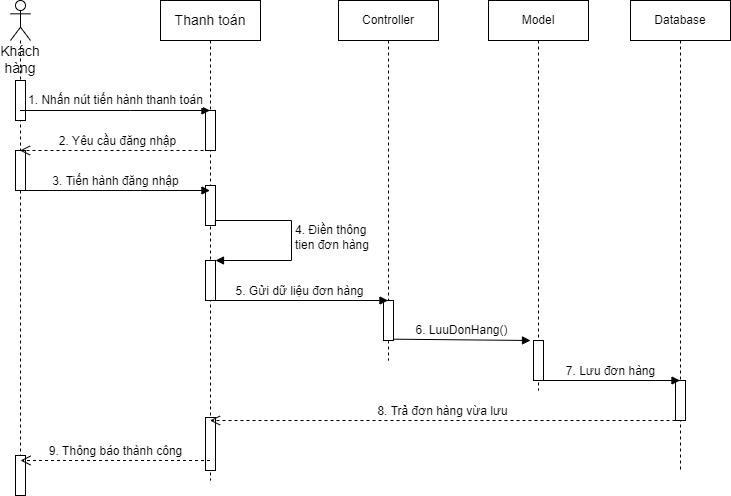 Thanh toán
Controller
Model
Database
Khách
hàng
1. Nhấn nút tiến hành thanh toán
2. Yêu cầu đăng nhập
3. Tiến hành đăng nhập
4. Điền thông
tien đơn hàng
5. Gửi dữ liệu đơn hàng
6. LuuDonHang()
7. Lưu đơn hàng
8. Trả đơn hàng vừa lưu
9. Thông báo thành công